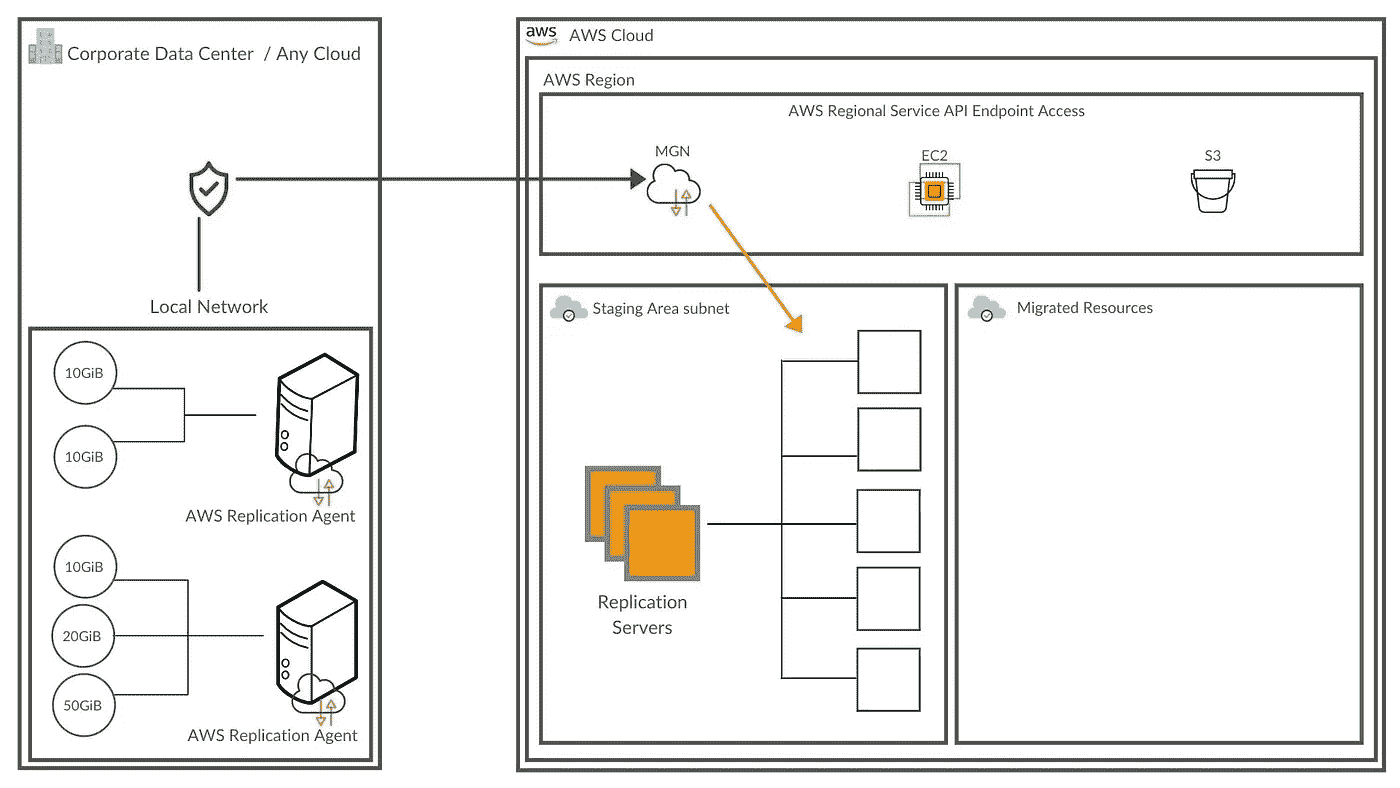 Corporate Data Center / Any Cloud
Local Network
10GiB
10GiB
AWS Replication Agent
10GiB
20GiB
50GiB
AWS Replication Agent
aws
AWS Cloud
AWS Region
AWS Regional Service API Endpoint Access
MGN
EC2
S3
Staging Area subnet
Replication
Servers
Migrated Resources